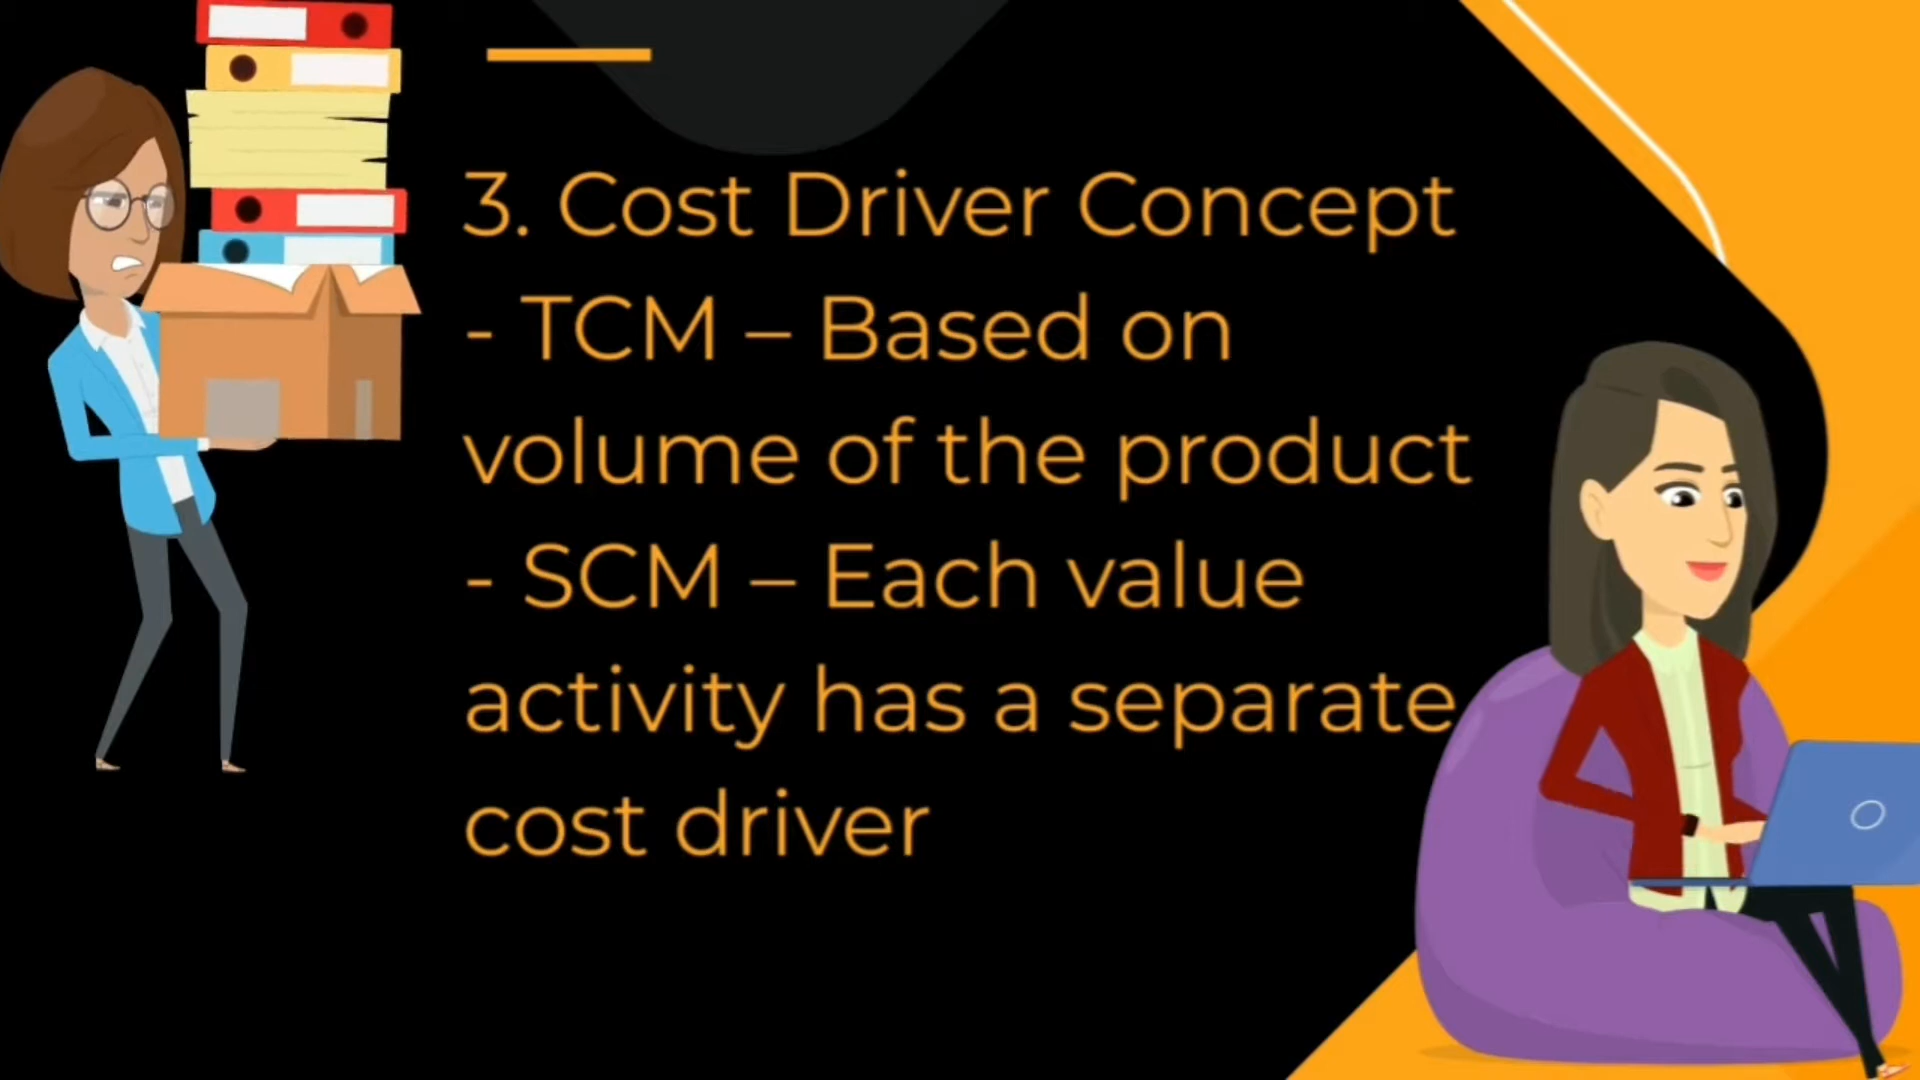 3. Cost Driver Concept
- TCM – Based on
volume of the product
- SCM – Each value
activity has a separate
cost driver